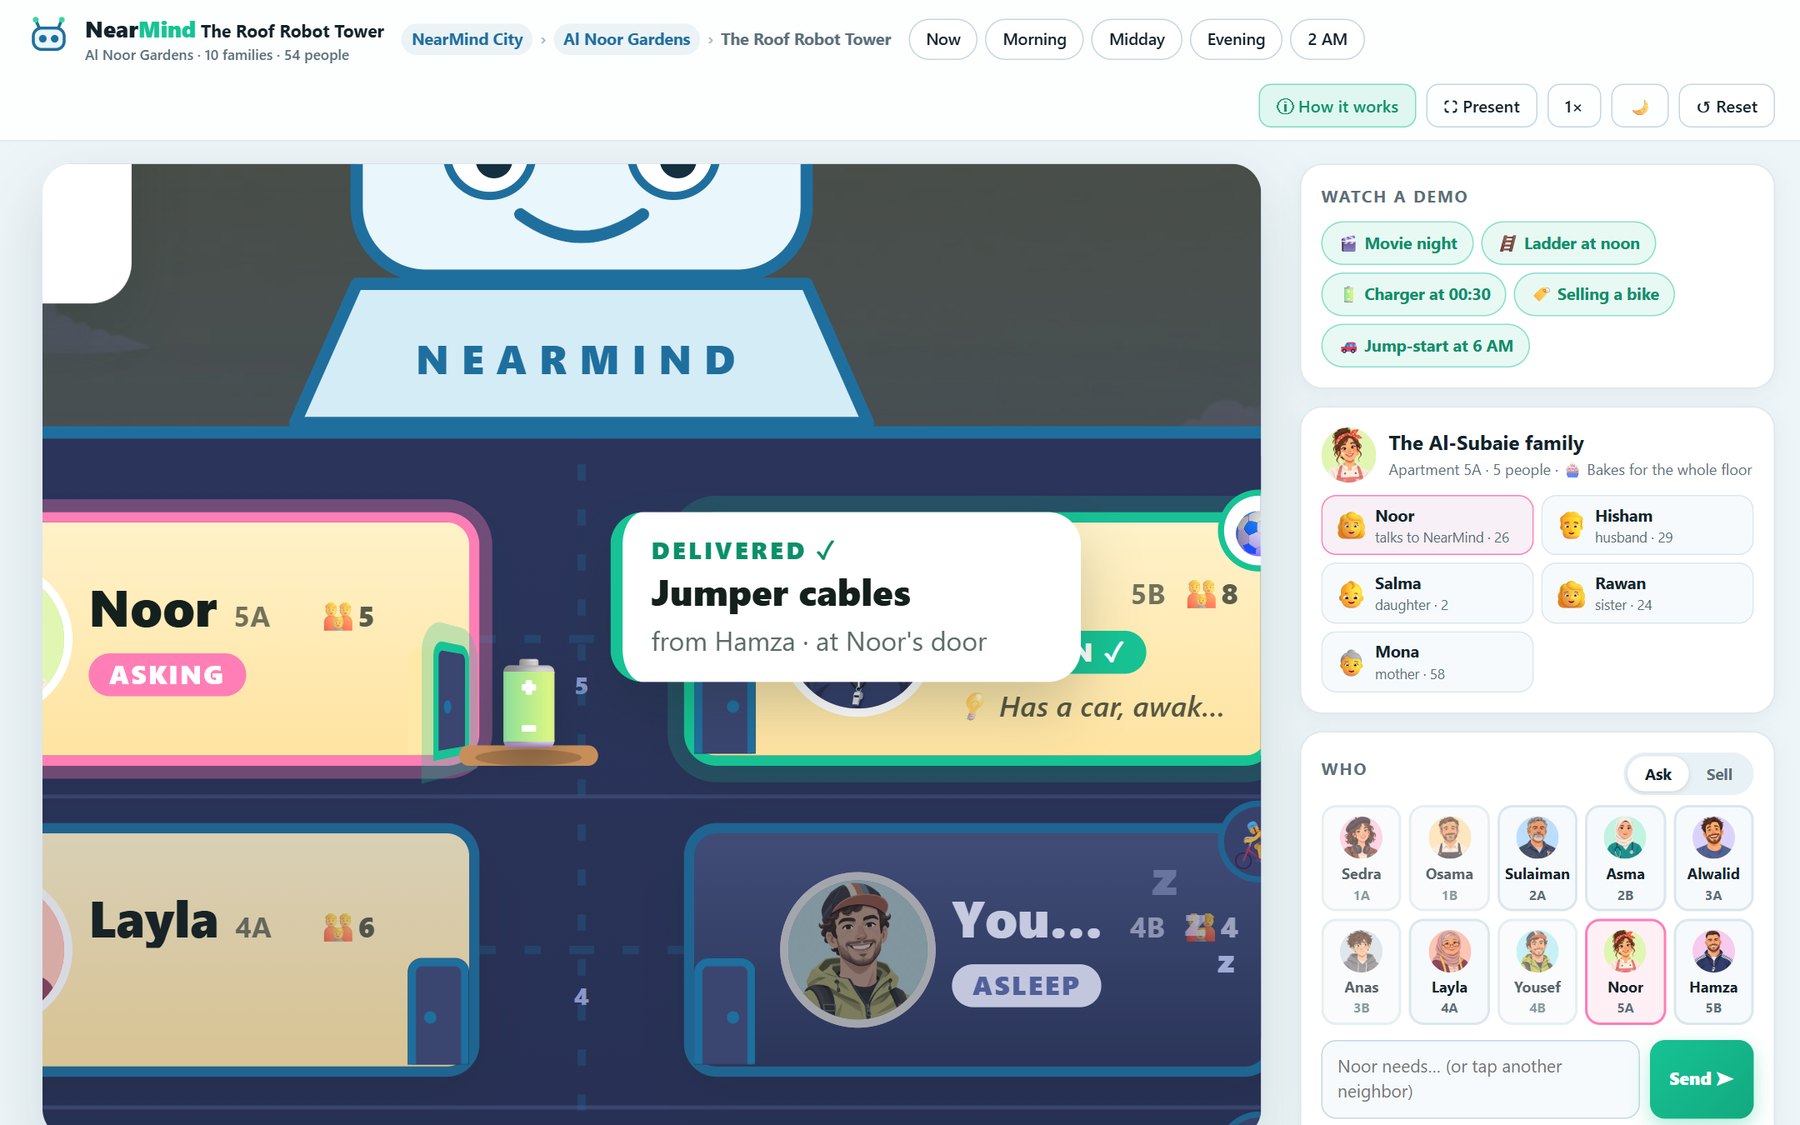 NearMind The Roof Robot Tower
Al Noor Gardens · 10 families · 54 people
NearMind City › Al Noor Gardens › The Roof Robot Tower
Now Morning Midday Evening 2 AM
How it works
Present
1×
Reset
NEARMIND
Noor 5A 5
ASKING
DELIVERED ✓
Jumper cables
from Hamza · at Noor's door
5B 8
N ✓
Has a car, awak...
5
Layla 4A 6
You... 4B 4
ASLEEP
z
z
z
4
WATCH A DEMO
Movie night
Ladder at noon
Charger at 00:30
Selling a bike
Jump-start at 6 AM
The Al-Subaie family
Apartment 5A · 5 people · Bakes for the whole floor
Noor
talks to NearMind · 26
Hisham
husband · 29
Salma
daughter · 2
Rawan
sister · 24
Mona
mother · 58
WHO
Ask Sell
Sedra
1A
Osama
1B
Sulaiman
2A
Asma
2B
Alwalid
3A
Anas
3B
Layla
4A
Yousef
4B
Noor
5A
Hamza
5B
Noor needs... (or tap another
neighbor)
Send